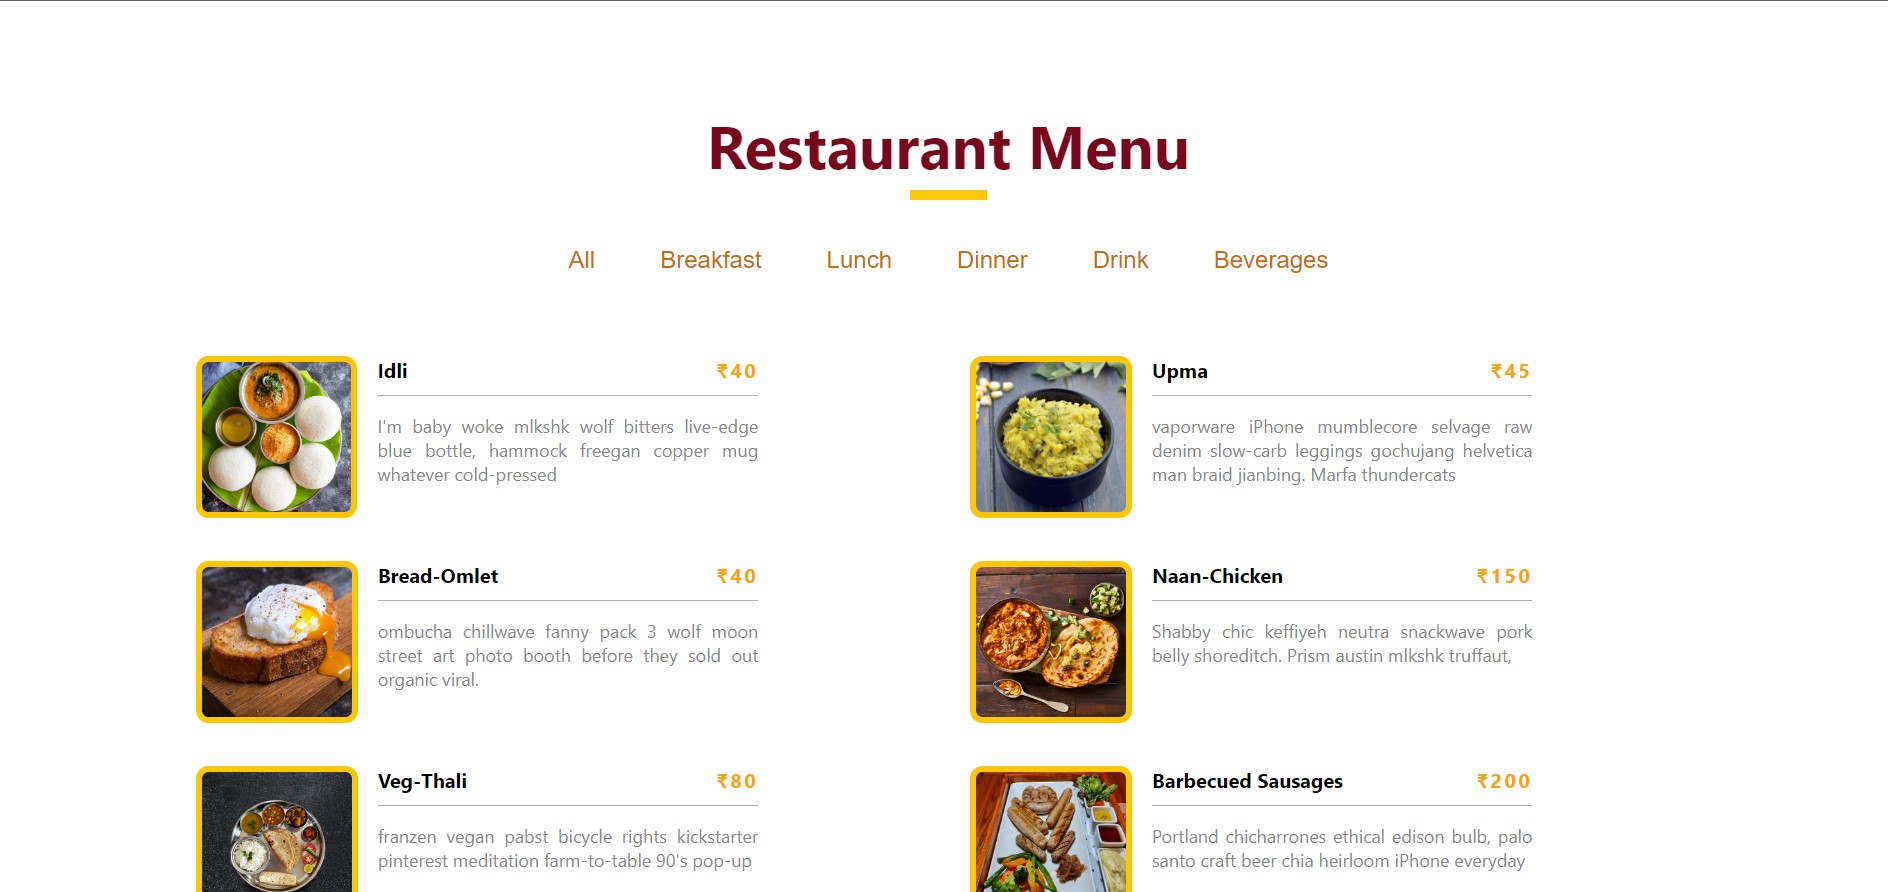 Restaurant Menu
All Breakfast Lunch Dinner Drink Beverages
Idli ₹40
I'm baby woke mlkshk wolf bitters live-edge
blue bottle, hammock freegan copper mug
whatever cold-pressed
Upma ₹45
vaporware iPhone mumblecore selvage raw
denim slow-carb leggings gochujang helvetica
man braid jianbing. Marfa thundercats
Bread-Omlet ₹40
ombucha chillwave fanny pack 3 wolf moon
street art photo booth before they sold out
organic viral.
Naan-Chicken ₹150
Shabby chic keffiyeh neutra snackwave pork
belly shoreditch. Prism austin mlkshk truffaut,
Veg-Thali ₹80
franzen vegan pabst bicycle rights kickstarter
pinterest meditation farm-to-table 90's pop-up
Barbecued Sausages ₹200
Portland chicharrones ethical edison bulb, palo
santo craft beer chia heirloom iPhone everyday